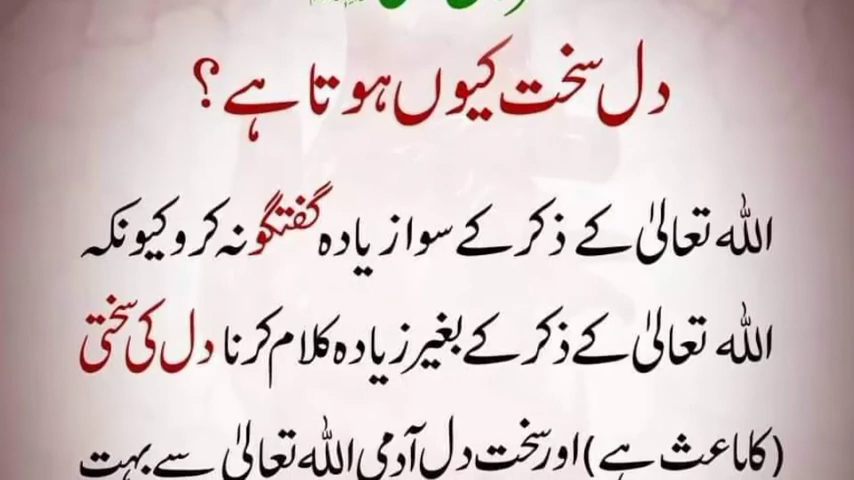 دل سخت کیوں ہوتا ہے؟
اللہ تعالیٰ کے ذکر کے سوا زیادہ گفتگو نہ کرو کیونکہ
اللہ تعالیٰ کے ذکر کے بغیر زیادہ کلام کرنا دل کی سختی
(کا باعث ہے) اور سخت دل آدمی اللہ تعالیٰ سے بہت